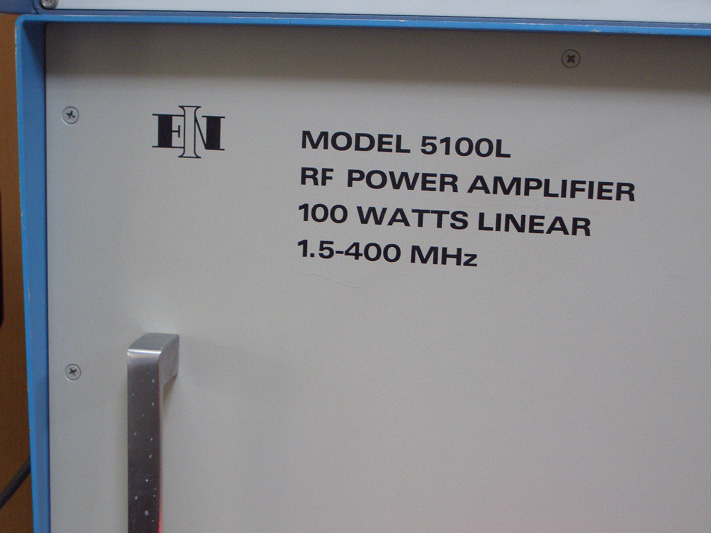 ENI
MODEL 5100L
RF POWER AMPLIFIER
100 WATTS LINEAR
1.5-400 MHz